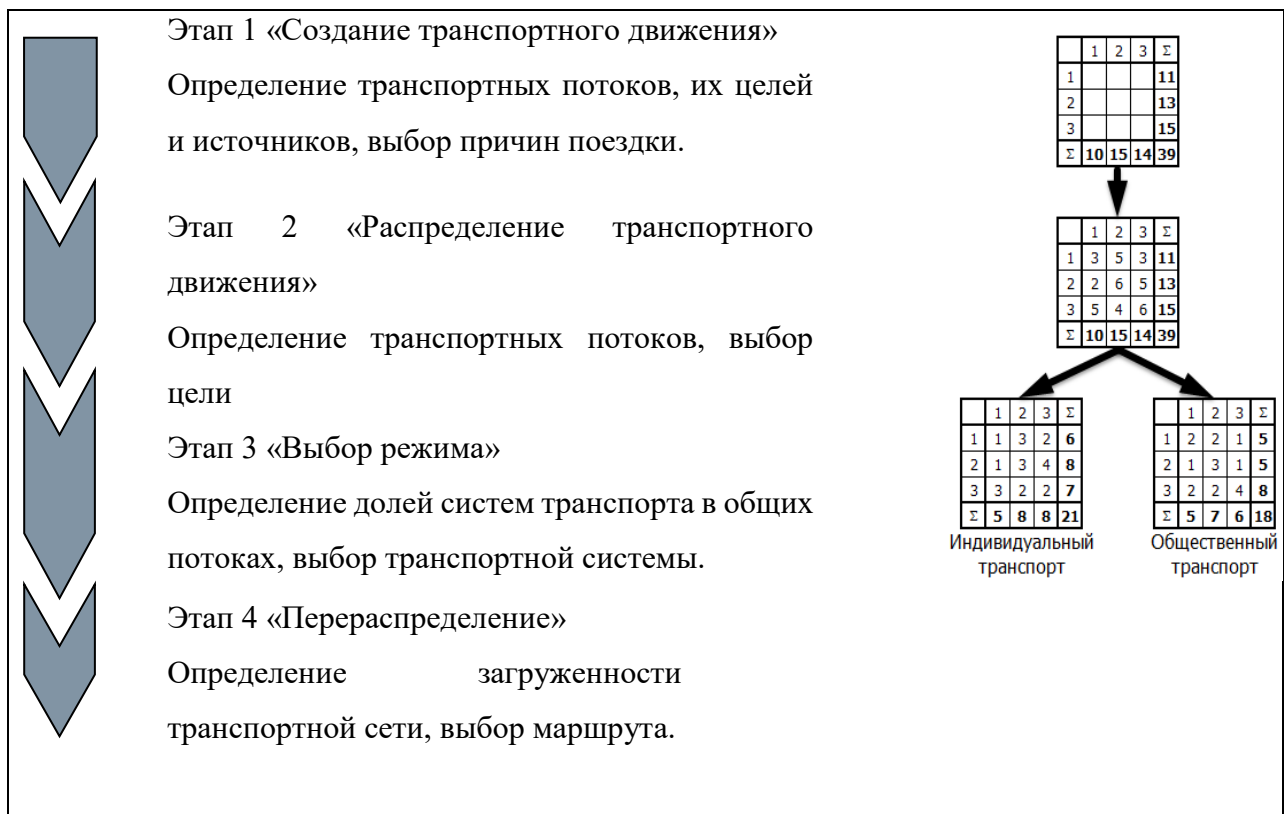 Этап 1 «Создание транспортного движения»
Определение транспортных потоков, их целей
и источников, выбор причин поездки.
Этап 2 «Распределение транспортного
движения»
Определение транспортных потоков, выбор
цели
Этап 3 «Выбор режима»
Определение долей систем транспорта в общих
потоках, выбор транспортной системы.
Этап 4 «Перераспределение»
Определение загруженности
транспортной сети, выбор маршрута.
1 2 3 Σ
1 11
2 13
3 15
Σ 10 15 14 39
1 2 3 Σ
1 3 5 3 11
2 2 6 5 13
3 5 4 6 15
Σ 10 15 14 39
1 2 3 Σ
1 1 3 2 6
2 1 3 4 8
3 3 2 2 7
Σ 5 8 8 21
Индивидуальный
транспорт
1 2 3 Σ
1 2 2 1 5
2 1 3 1 5
3 2 2 4 8
Σ 5 7 6 18
Общественный
транспорт